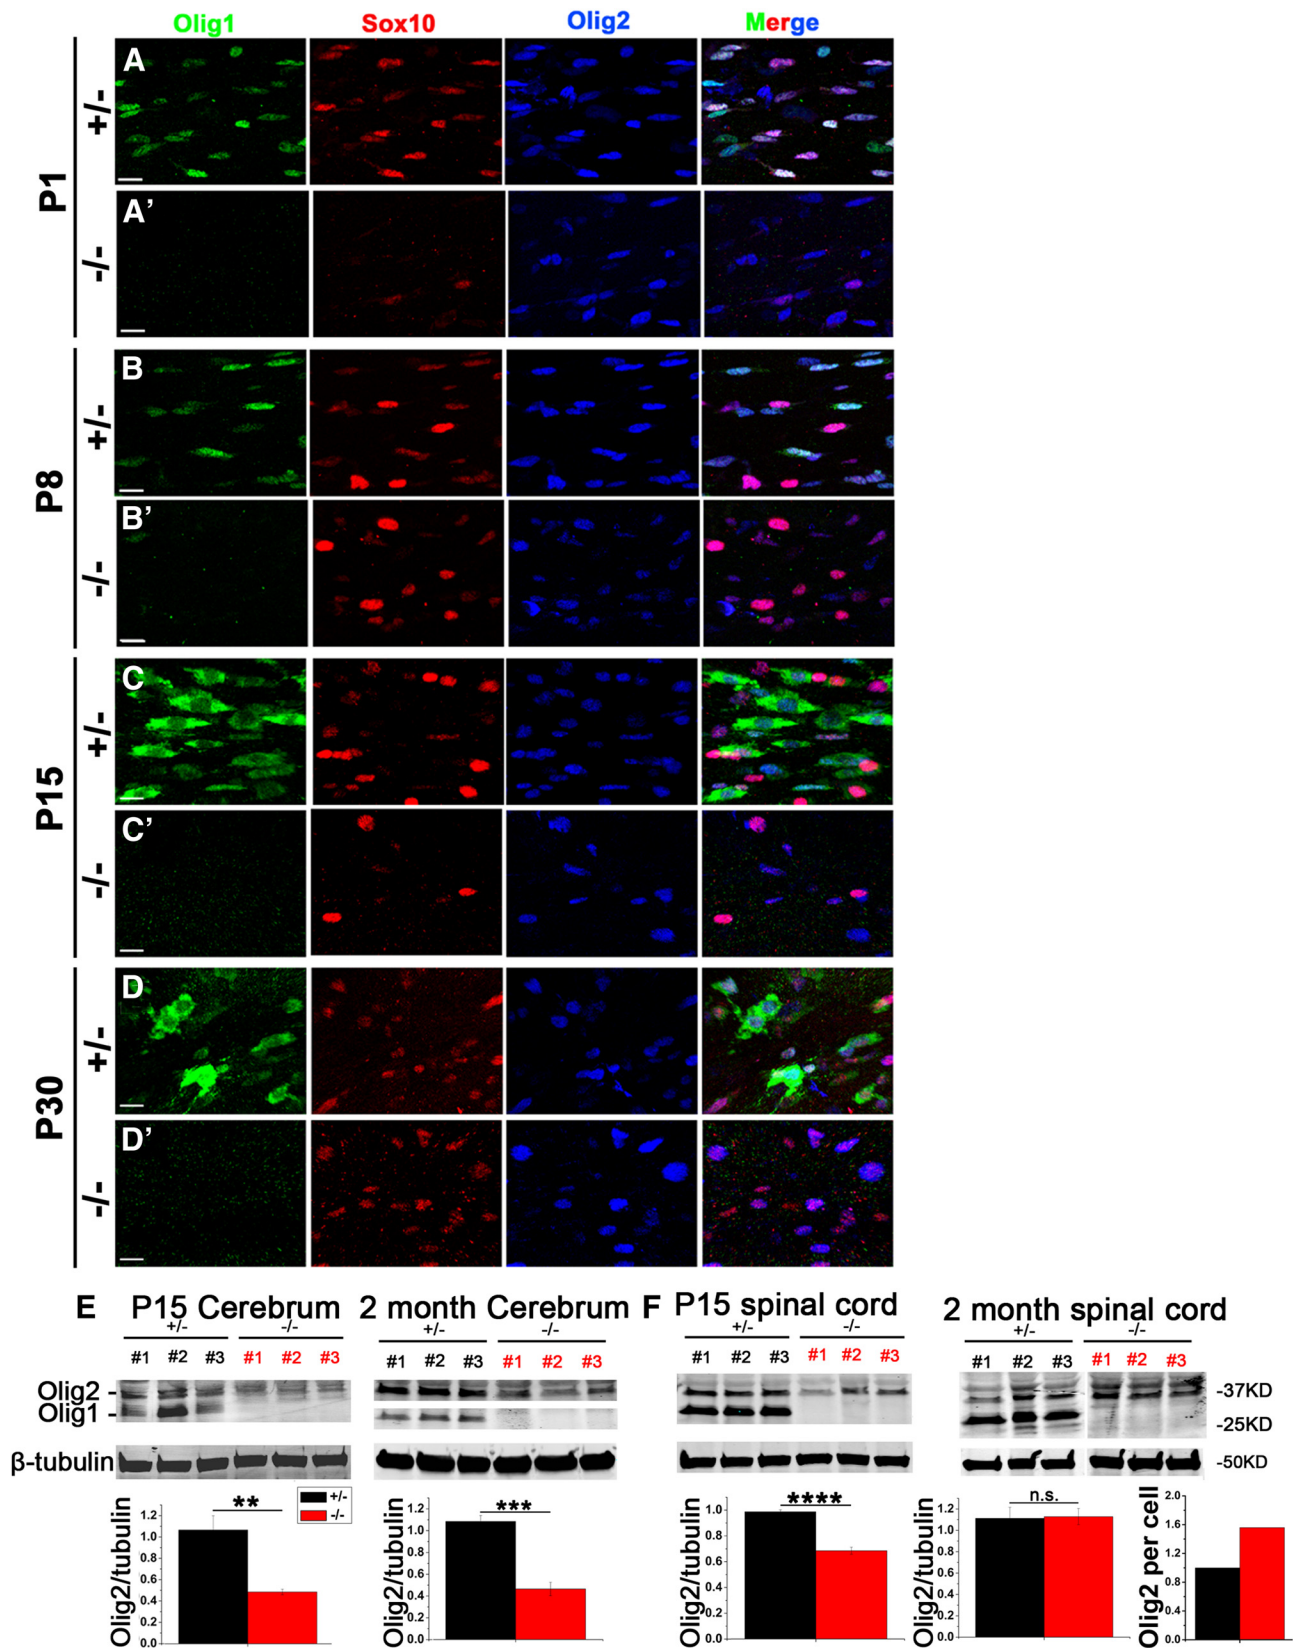 Olig1 Sox10 Olig2 Merge
P1
+/- A
-/- A’
P8
+/- B
-/- B’
P15
+/- C
-/- C’
P30
+/- D
-/- D’
E P15 Cerebrum 2 month Cerebrum F P15 spinal cord 2 month spinal cord
+/- -/- +/- -/- +/- -/- +/- -/-
#1 #2 #3 #1 #2 #3 #1 #2 #3 #1 #2 #3 #1 #2 #3 #1 #2 #3 #1 #2 #3 #1 #2 #3
Olig2 - -37KD
Olig1 - -25KD
β-tubulin -50KD
Olig2/tubulin
1.2
1.0
0.8
0.6
0.4
0.2
0.0
**
+/-
-/-
Olig2/tubulin
1.2
1.0
0.8
0.6
0.4
0.2
0.0
***
Olig2/tubulin
1.0
0.8
0.6
0.4
0.2
0.0
****
Olig2/tubulin
1.2
1.0
0.8
0.6
0.4
0.2
0.0
n.s.
Olig2 per cell
2.0
1.6
1.2
0.8
0.4
0.0